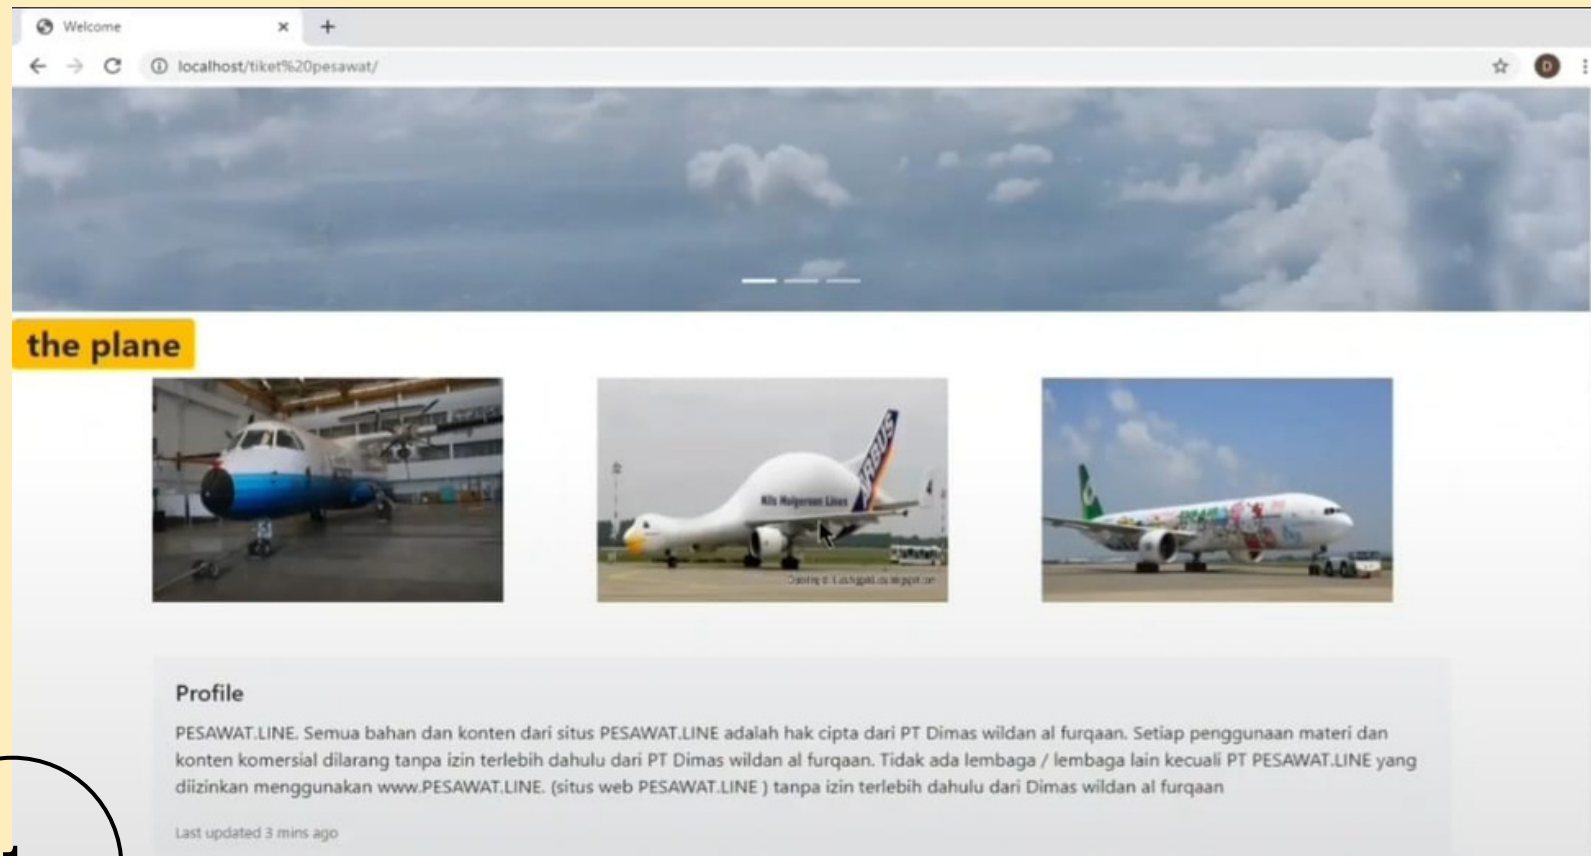 Welcome
localhost/tiket%20pesawat/
D
the plane
Nils Holgersson Lines
AIRBUS
Profile
PESAWAT.LINE. Semua bahan dan konten dari situs PESAWAT.LINE adalah hak cipta dari PT Dimas wildan al furqaan. Setiap penggunaan materi dan
konten komersial dilarang tanpa izin terlebih dahulu dari PT Dimas wildan al furqaan. Tidak ada lembaga / lembaga lain kecuali PT PESAWAT.LINE yang
diizinkan menggunakan www.PESAWAT.LINE. (situs web PESAWAT.LINE ) tanpa izin terlebih dahulu dari Dimas wildan al furqaan
Last updated 3 mins ago